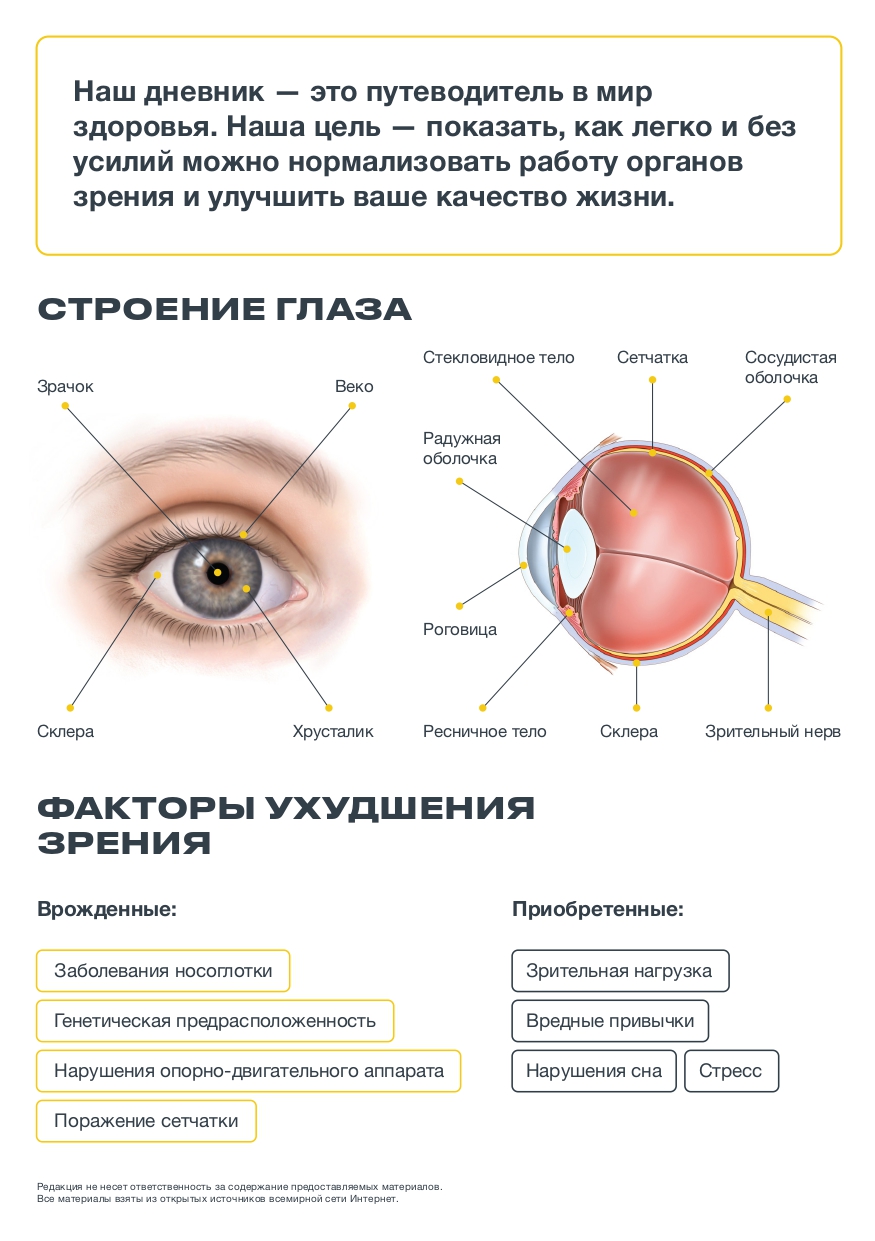 Наш дневник — это путеводитель в мир
здоровья. Наша цель — показать, как легко и без
усилий можно нормализовать работу органов
зрения и улучшить ваше качество жизни.
СТРОЕНИЕ ГЛАЗА
Зрачок
Веко
Склера
Хрусталик
Стекловидное тело
Сетчатка
Сосудистая
оболочка
Радужная
оболочка
Роговица
Ресничное тело
Склера
Зрительный нерв
ФАКТОРЫ УХУДШЕНИЯ
ЗРЕНИЯ
Врожденные:
Заболевания носоглотки
Генетическая предрасположенность
Нарушения опорно-двигательного аппарата
Поражение сетчатки
Приобретенные:
Зрительная нагрузка
Вредные привычки
Нарушения сна
Стресс
Редакция не несет ответственность за содержание предоставляемых материалов.
Все материалы взяты из открытых источников всемирной сети Интернет.